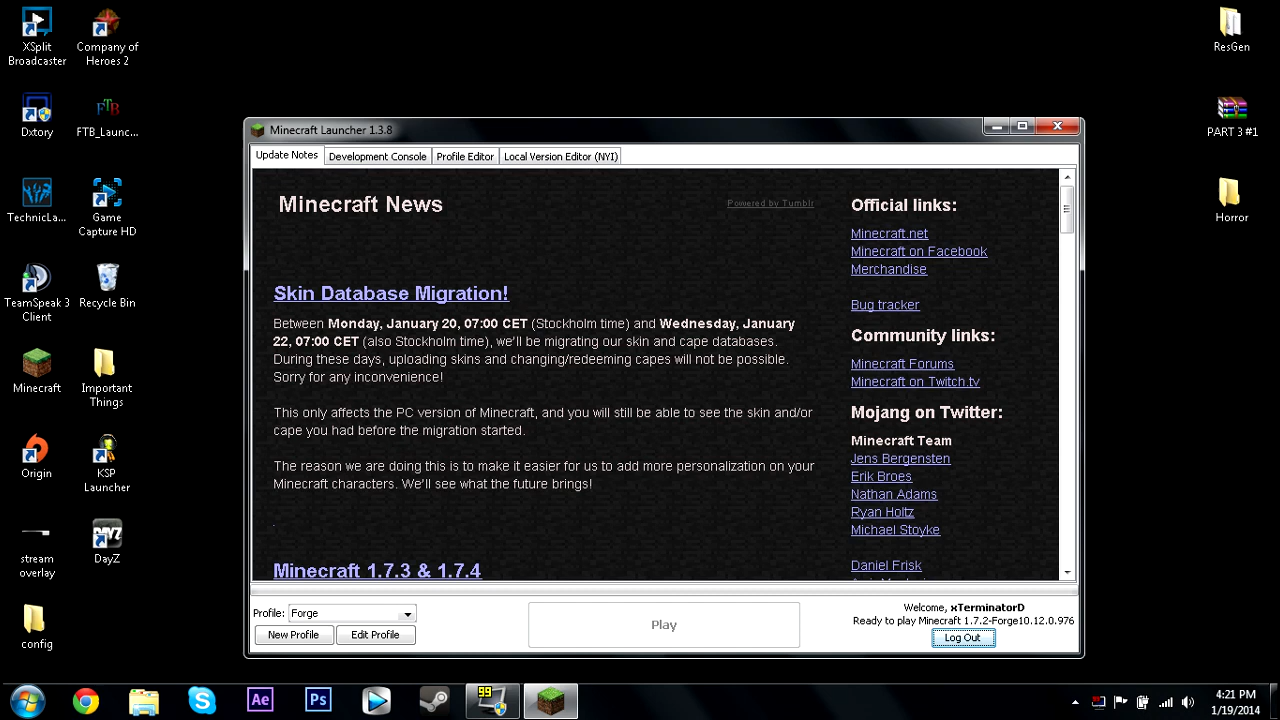 XSplit
Broadcaster
Company of
Heroes 2
Dxtory
FTB
FTB_Launc...
TechnicLa...
Game
Capture HD
TeamSpeak 3
Client
Recycle Bin
Minecraft
Important
Things
Origin
KSP
Launcher
stream
overlay
DAYZ
DayZ
config
ResGen
PART 3 #1
Horror
Minecraft Launcher 1.3.8
Update Notes
Development Console
Profile Editor
Local Version Editor (NYI)
Minecraft News
Powered by Tumblr
Skin Database Migration!
Between Monday, January 20, 07:00 CET (Stockholm time) and Wednesday, January
22, 07:00 CET (also Stockholm time), we'll be migrating our skin and cape databases.
During these days, uploading skins and changing/redeeming capes will not be possible.
Sorry for any inconvenience!
This only affects the PC version of Minecraft, and you will still be able to see the skin and/or
cape you had before the migration started.
The reason we are doing this is to make it easier for us to add more personalization on your
Minecraft characters. We'll see what the future brings!
Minecraft 1.7.3 & 1.7.4
Official links:
Minecraft.net
Minecraft on Facebook
Merchandise
Bug tracker
Community links:
Minecraft Forums
Minecraft on Twitch.tv
Mojang on Twitter:
Minecraft Team
Jens Bergensten
Erik Broes
Nathan Adams
Ryan Holtz
Michael Stoyke
Daniel Frisk
Profile:
Forge
New Profile
Edit Profile
Play
Welcome, xTerminatorD
Ready to play Minecraft 1.7.2-Forge10.12.0.976
Log Out
Ae
Ps
99
4:21 PM
1/19/2014